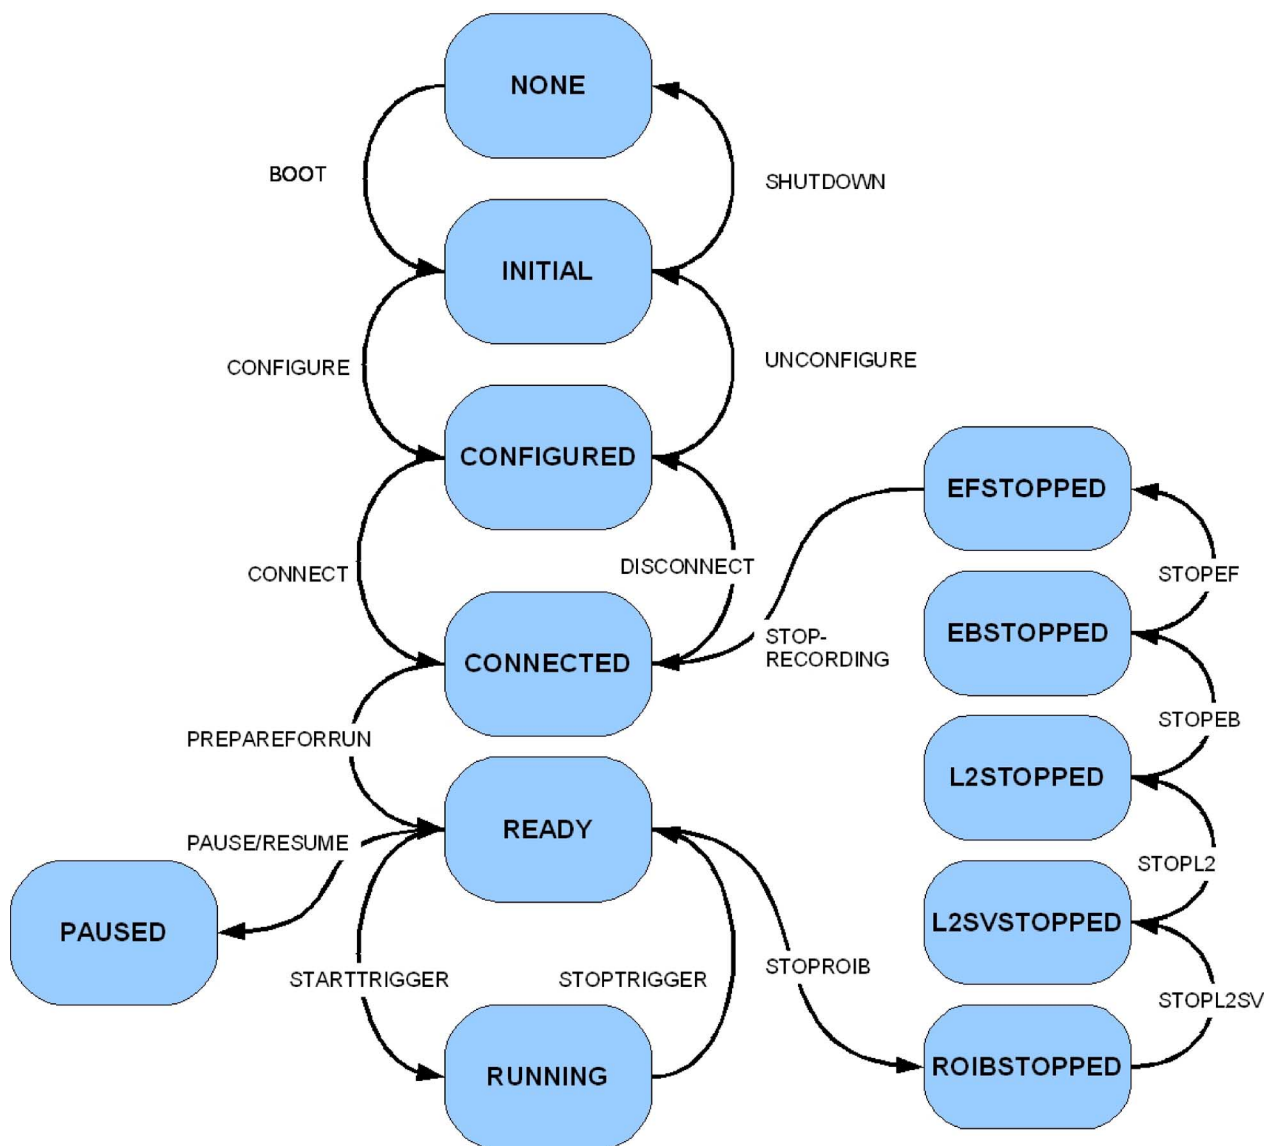 NONE
BOOT
SHUTDOWN
INITIAL
CONFIGURE
UNCONFIGURE
CONFIGURED
EFSTOPPED
CONNECT
DISCONNECT
STOPEF
EBSTOPPED
STOP-
RECORDING
CONNECTED
STOPEB
PREPAREFORRUN
L2STOPPED
READY
PAUSE/RESUME
STOPL2
PAUSED
L2SVSTOPPED
STARTTRIGGER
STOPTRIGGER
STOPROIB
STOPL2SV
RUNNING
ROIBSTOPPED